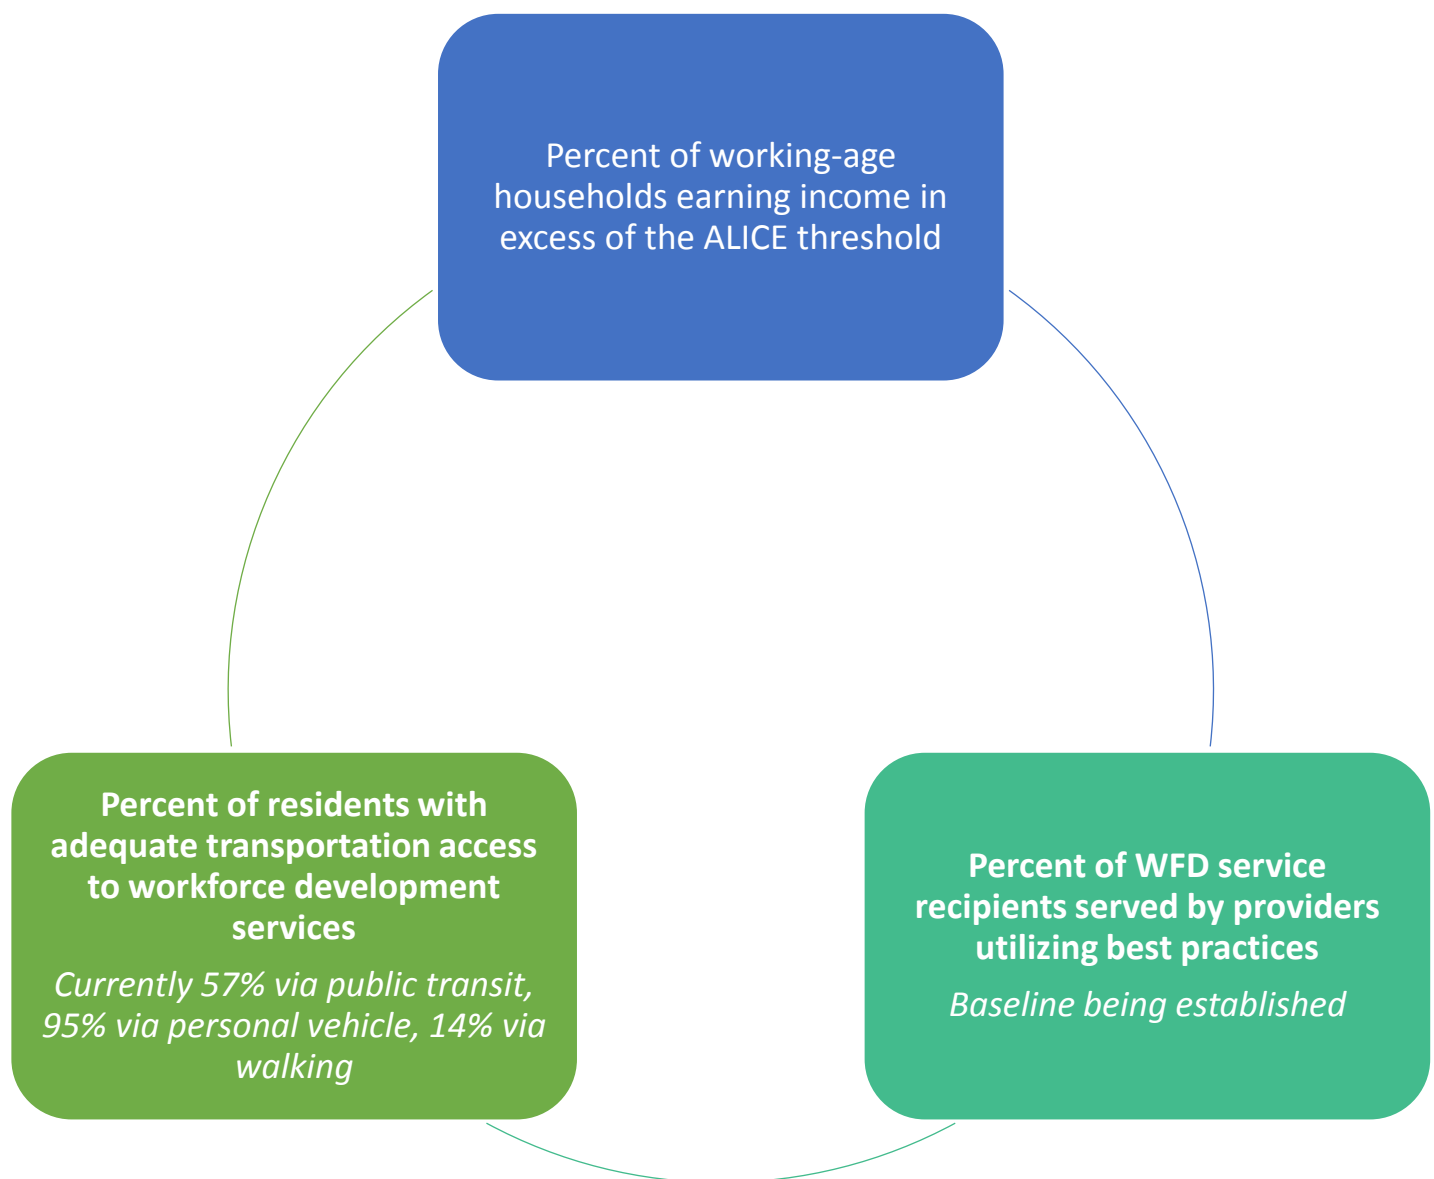 Percent of working-age
households earning income in
excess of the ALICE threshold
Percent of residents with
adequate transportation access
to workforce development
services
Currently 57% via public transit,
95% via personal vehicle, 14% via
walking
Percent of WFD service
recipients served by providers
utilizing best practices
Baseline being established